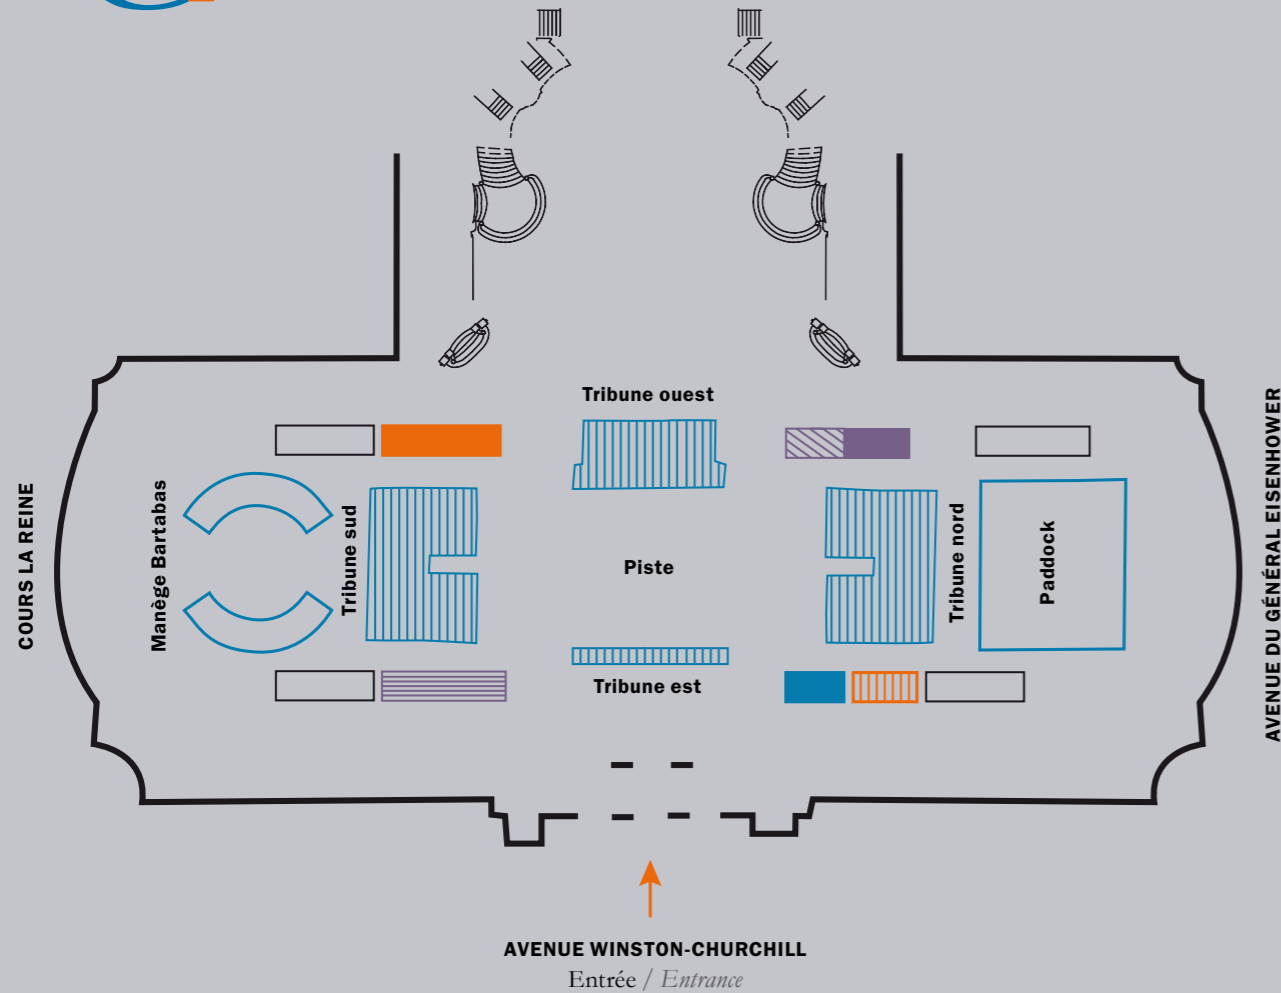 Tribune ouest
COURS LA REINE
Manège Bartabas
Tribune sud
Piste
Tribune nord
Paddock
AVENUE DU GÉNÉRAL EISENHOWER
Tribune est
AVENUE WINSTON-CHURCHILL
Entrée / Entrance